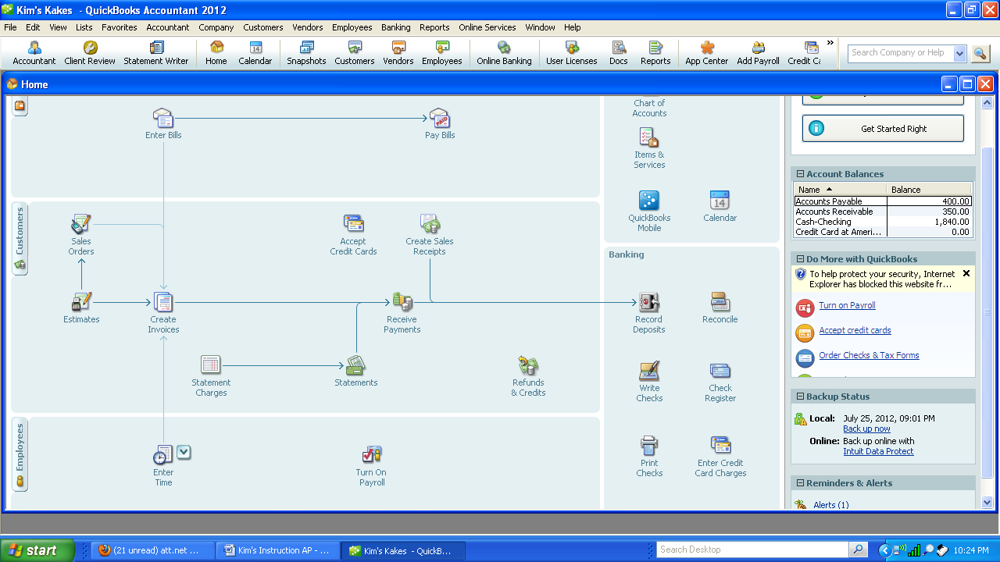 Kim's Kakes - QuickBooks Accountant 2012
File Edit View Lists Favorites Accountant Company Customers Vendors Employees Banking Reports Online Services Window Help
Accountant Client Review Statement Writer Home Calendar Snapshots Customers Vendors Employees Online Banking User Licenses Docs Reports App Center Add Payroll Credit Ca
Search Company or Help
Home
Enter Bills
Pay Bills
Customers
Sales
Orders
Accept
Credit Cards
Create Sales
Receipts
Estimates
Create
Invoices
Receive
Payments
Statement
Charges
Statements
Refunds
& Credits
Employees
Enter
Time
Turn On
Payroll
Chart of
Accounts
Items &
Services
QuickBooks
Mobile
14
Calendar
Banking
Record
Deposits
Reconcile
Write
Checks
Check
Register
Print
Checks
Enter Credit
Card Charges
Get Started Right
Account Balances
Name Balance
Accounts Payable 400.00
Accounts Receivable 350.00
Cash-Checking 1,840.00
Credit Card at Ameri... 0.00
Do More with QuickBooks
To help protect your security, Internet
Explorer has blocked this website fr...
Turn on Payroll
Accept credit cards
Order Checks & Tax Forms
Backup Status
Local: July 25, 2012, 09:01 PM
Back up now
Online: Back up online with
Intuit Data Protect
Reminders & Alerts
Alerts (1)
start
(21 unread) att.net ...
Kim's Instruction AP - ...
Kim's Kakes - QuickB...
Search Desktop
10:24 PM